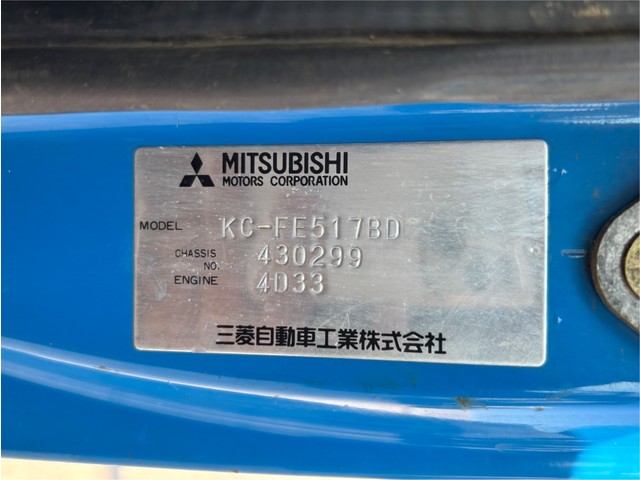 MITSUBISHI
MOTORS CORPORATION
MODEL KC-FE517BD
CHASSIS NO. 430299
ENGINE 4D33
三菱自動車工業株式会社